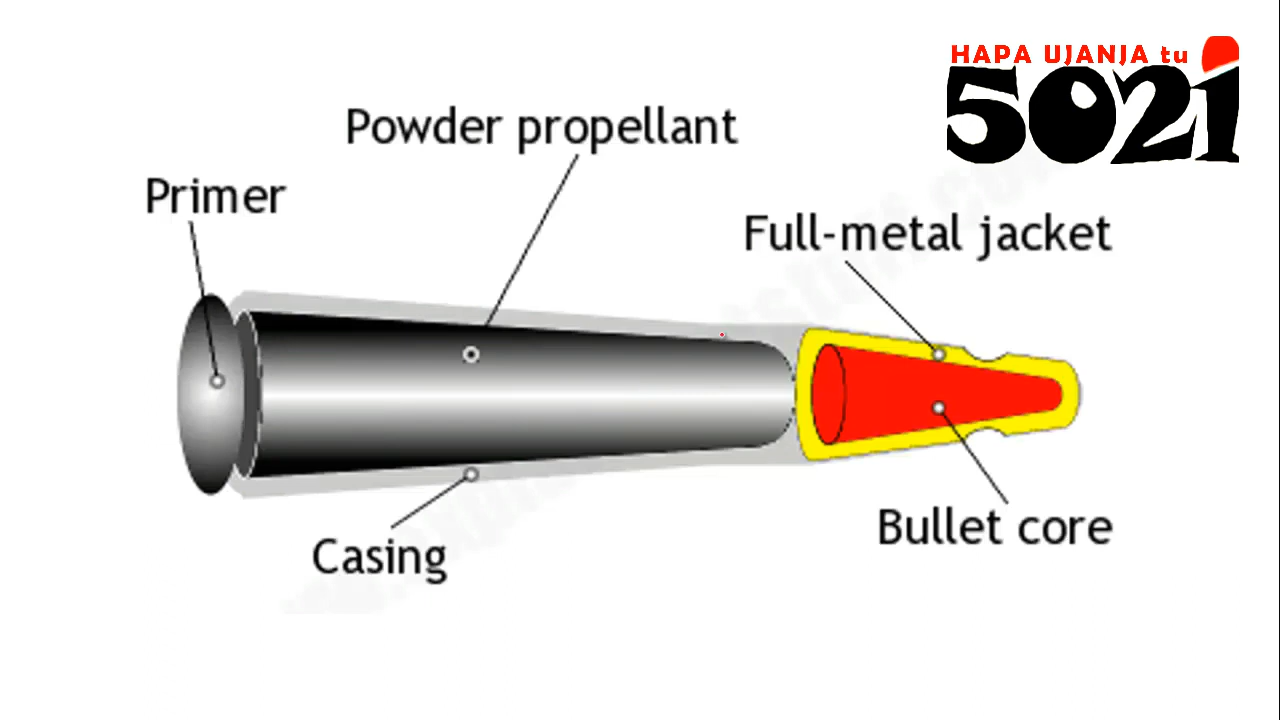 HAPA UJANJA tu
5021
Powder propellant
Primer
Full-metal jacket
Casing
Bullet core